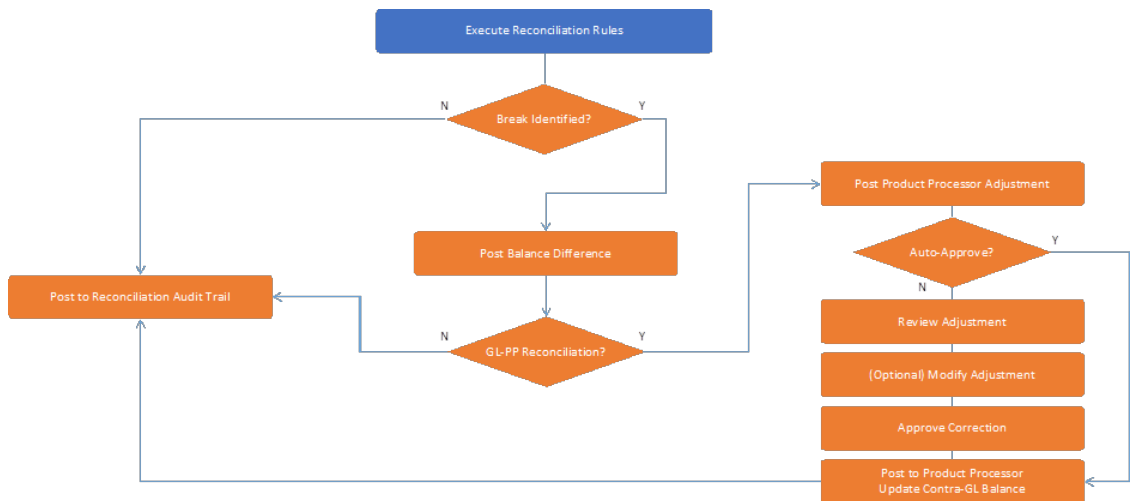 Execute Reconciliation Rules
N
Break Identified?
Y
Post Product Processor Adjustment
Post Balance Difference
Auto-Approve?
Y
N
Post to Reconciliation Audit Trail
Review Adjustment
N
GL-PP Reconciliation?
Y
(Optional) Modify Adjustment
Approve Correction
Post to Product Processor
Update Contra-GL Balance